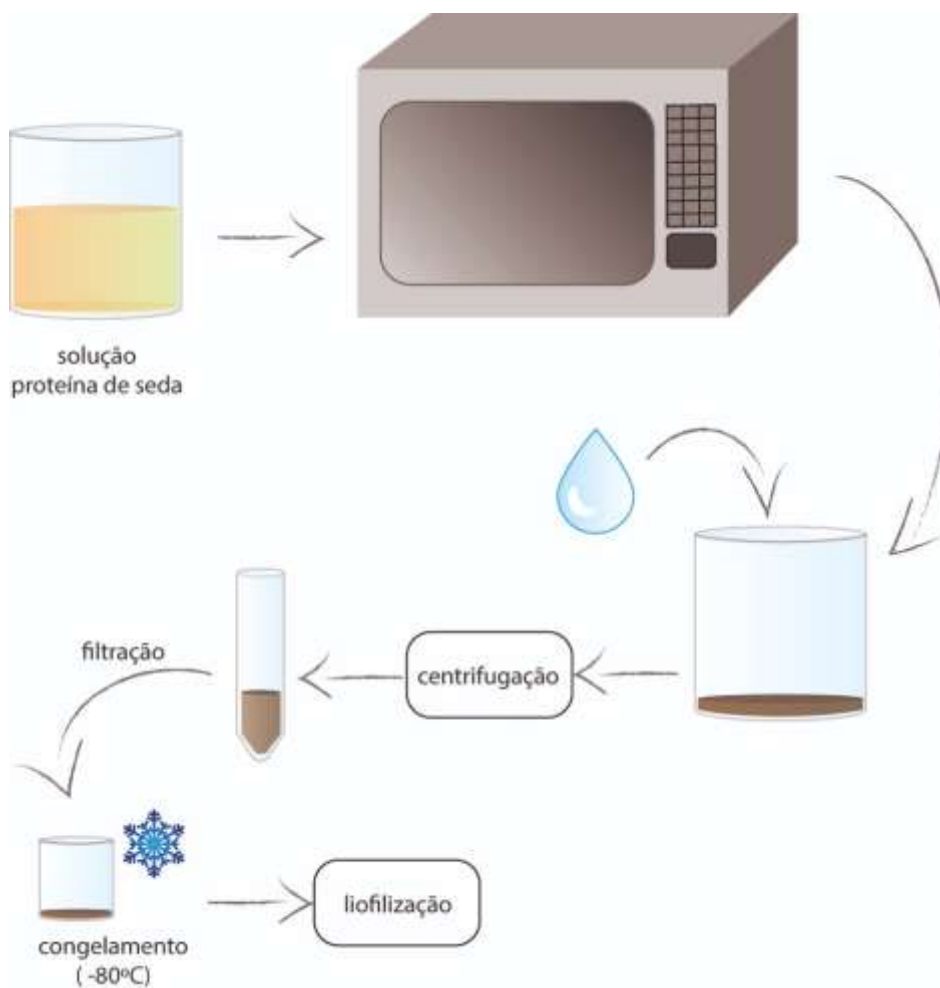 solução
proteína de seda
centrifugação
filtração
congelamento
( -80ºC)
liofilização